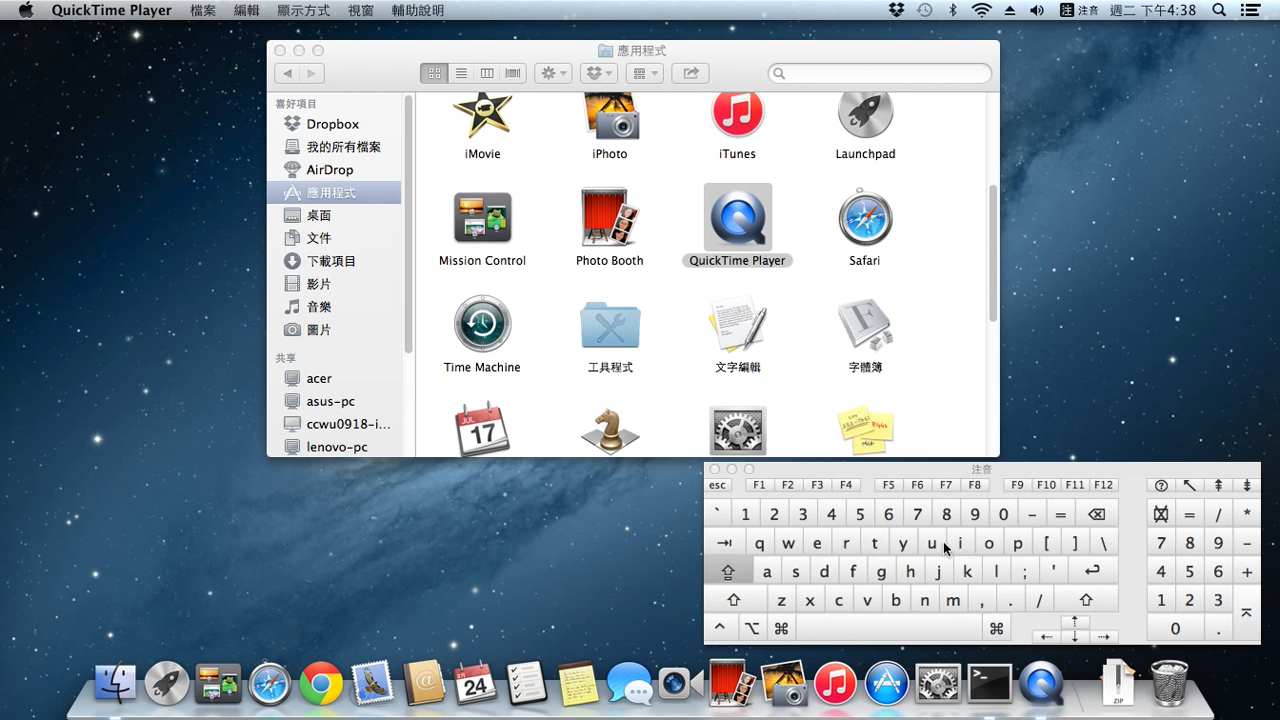 QuickTime Player 檔案 編輯 顯示方式 視窗 輔助說明 注 注音 週二 下午4:38
應用程式
喜好項目
Dropbox
我的所有檔案
AirDrop
應用程式
桌面
文件
下載項目
影片
音樂
圖片
共享
acer
asus-pc
ccwu0918-i...
lenovo-pc
iMovie iPhoto iTunes Launchpad
Mission Control Photo Booth QuickTime Player Safari
Time Machine 工具程式 文字編輯 字體簿
JUL
17
注音
esc F1 F2 F3 F4 F5 F6 F7 F8 F9 F10 F11 F12
` 1 2 3 4 5 6 7 8 9 0 - = = / *
q w e r t y u i o p [ ] \ 7 8 9 -
a s d f g h j k l ; ' 4 5 6 +
z x c v b n m , . / 1 2 3
0 .
FEB
24
ZIP